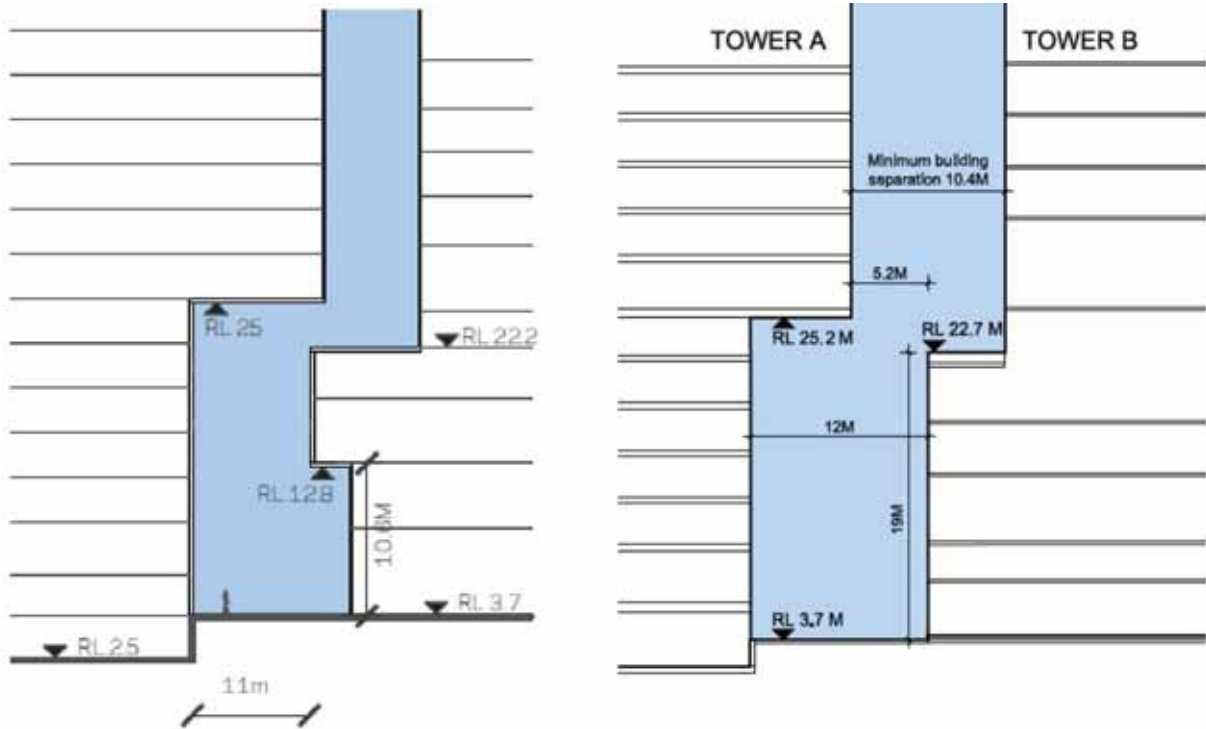 RL 25
RL 22.2
RL 12.8
10.6M
RL 3.7
RL 2.5
11m
TOWER A
TOWER B
Minimum building
separation 10.4M
5.2M
RL 25.2 M
RL 22.7 M
12M
19M
RL 3.7 M